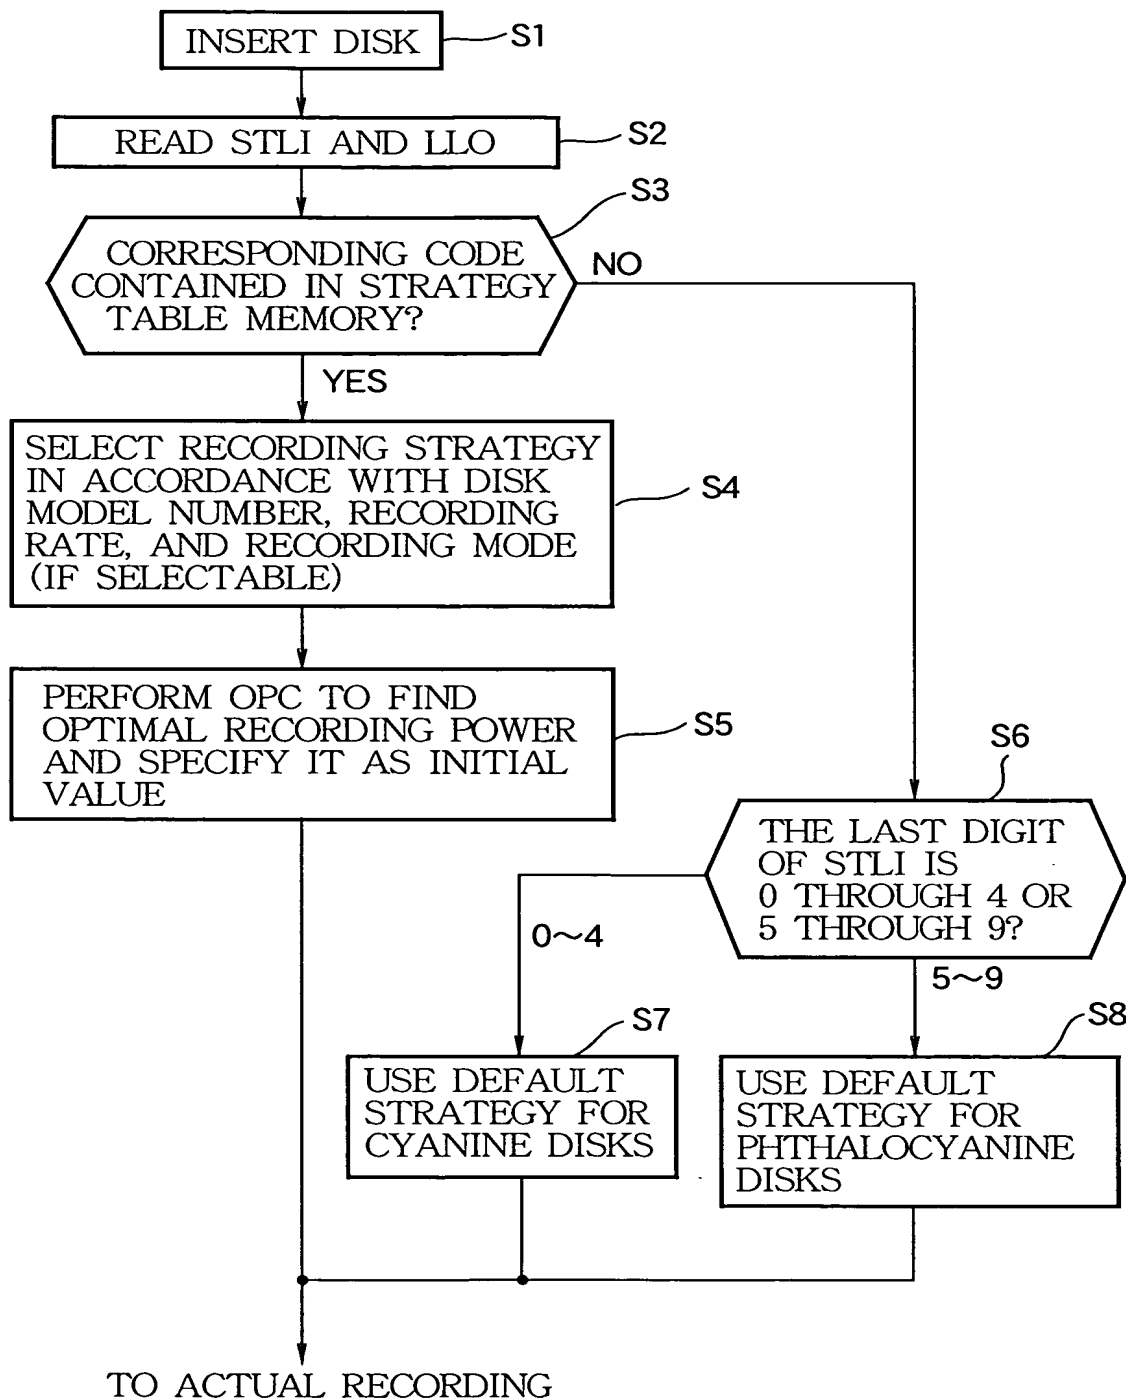 INSERT DISK
S1
READ STLI AND LLO
S2
S3
CORRESPONDING CODE
CONTAINED IN STRATEGY
TABLE MEMORY?
NO
YES
SELECT RECORDING STRATEGY
IN ACCORDANCE WITH DISK
MODEL NUMBER, RECORDING
RATE, AND RECORDING MODE
(IF SELECTABLE)
S4
PERFORM OPC TO FIND
OPTIMAL RECORDING POWER
AND SPECIFY IT AS INITIAL
VALUE
S5
S6
THE LAST DIGIT
OF STLI IS
0 THROUGH 4 OR
5 THROUGH 9?
0~4
5~9
S7
USE DEFAULT
STRATEGY FOR
CYANINE DISKS
S8
USE DEFAULT
STRATEGY FOR
PHTHALOCYANINE
DISKS
TO ACTUAL RECORDING